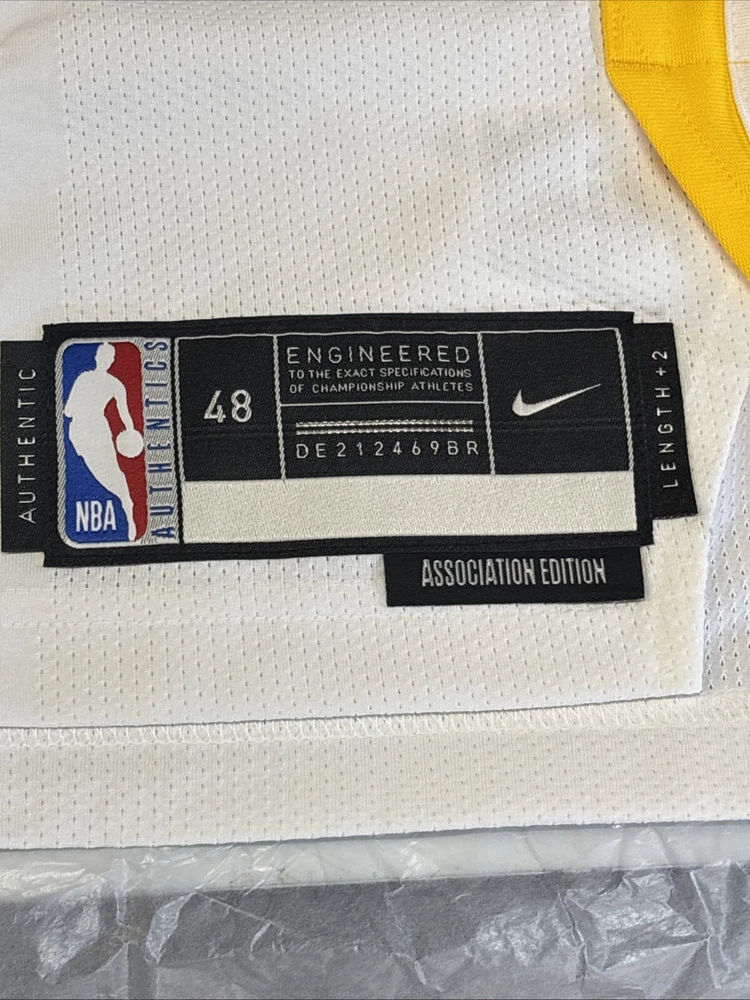 AUTHENTIC
NBA
AUTHENTICS
48
ENGINEERED
TO THE EXACT SPECIFICATIONS
OF CHAMPIONSHIP ATHLETES
DE212469BR
LENGTH +2
ASSOCIATION EDITION